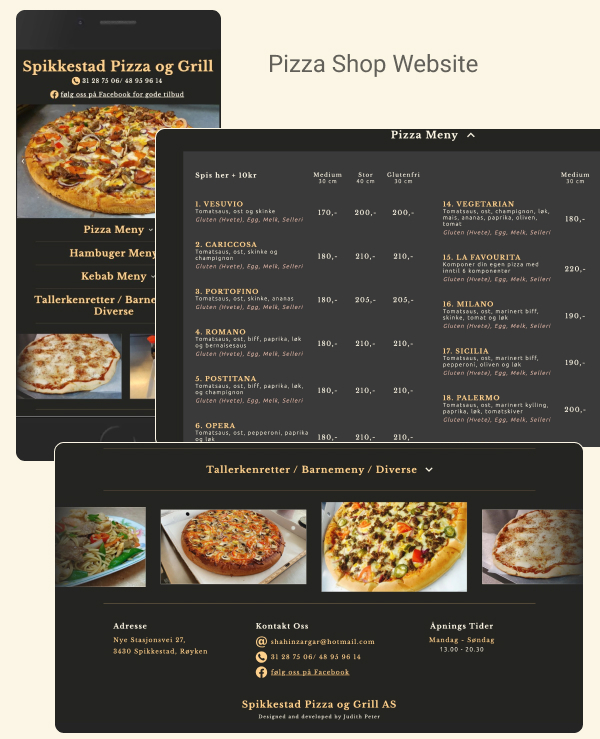 Pizza Shop Website
Spikkestad Pizza og Grill
31 28 75 06/ 48 95 96 14
følg oss på Facebook for gode tilbud
Pizza Meny
Hambuger Meny
Kebab Meny
Tallerkenretter / Barne
Diverse
Pizza Meny
Spis her + 10kr
Medium
30 cm
Stor
40 cm
Glutenfri
30 cm
1. VESUVIO
Tomatsaus, ost og skinke
Gluten (Hvete), Egg, Melk, Selleri
170,- 200,- 200,-
2. CARICCOSA
Tomatsaus, ost, skinke og
champignon
Gluten (Hvete), Egg, Melk, Selleri
180,- 210,- 210,-
3. PORTOFINO
Tomatsaus, ost, skinke, ananas
Gluten (Hvete), Egg, Melk, Selleri
180,- 205,- 205,-
4. ROMANO
Tomatsaus, ost, biff, paprika, løk
og bernaisesaus
Gluten (Hvete), Egg, Melk, Selleri
180,- 210,- 210,-
5. POSTITANA
Tomatsaus, ost, biff, paprika, løk,
og champignon
Gluten (Hvete), Egg, Melk, Selleri
180,- 210,- 210,-
6. OPERA
Tomatsaus, ost, pepperoni, paprika
og løk
180,- 210,- 210,-
Medium
30 cm
14. VEGETARIAN
Tomatsaus, ost, champignon, løk,
mais, ananas, paprika, oliven,
tomat
Gluten (Hvete), Egg, Melk, Selleri
180,-
15. LA FAVOURITA
Komponer din egen pizza med
inntil 6 komponenter
Gluten (Hvete), Egg, Melk, Selleri
220,-
16. MILANO
Tomatsaus, ost, marinert biff,
skinke, tomat og løk
Gluten (Hvete), Egg, Melk, Selleri
190,-
17. SICILIA
Tomatsaus, ost, marinert biff,
pepperoni, oliven og løk
Gluten (Hvete), Egg, Melk, Selleri
190,-
18. PALERMO
Tomatsaus, ost, marinert kylling,
paprika, løk, tomatskiver
Gluten (Hvete), Egg, Melk, Selleri
200,-
Tallerkenretter / Barnemeny / Diverse
Adresse
Nye Stasjonsvei 27,
3430 Spikkestad, Røyken
Kontakt Oss
shahinzargar@hotmail.com
31 28 75 06/ 48 95 96 14
følg oss på Facebook
Åpnings Tider
Mandag - Søndag
13.00 - 20.30
Spikkestad Pizza og Grill AS
Designed and developed by Judith Peter